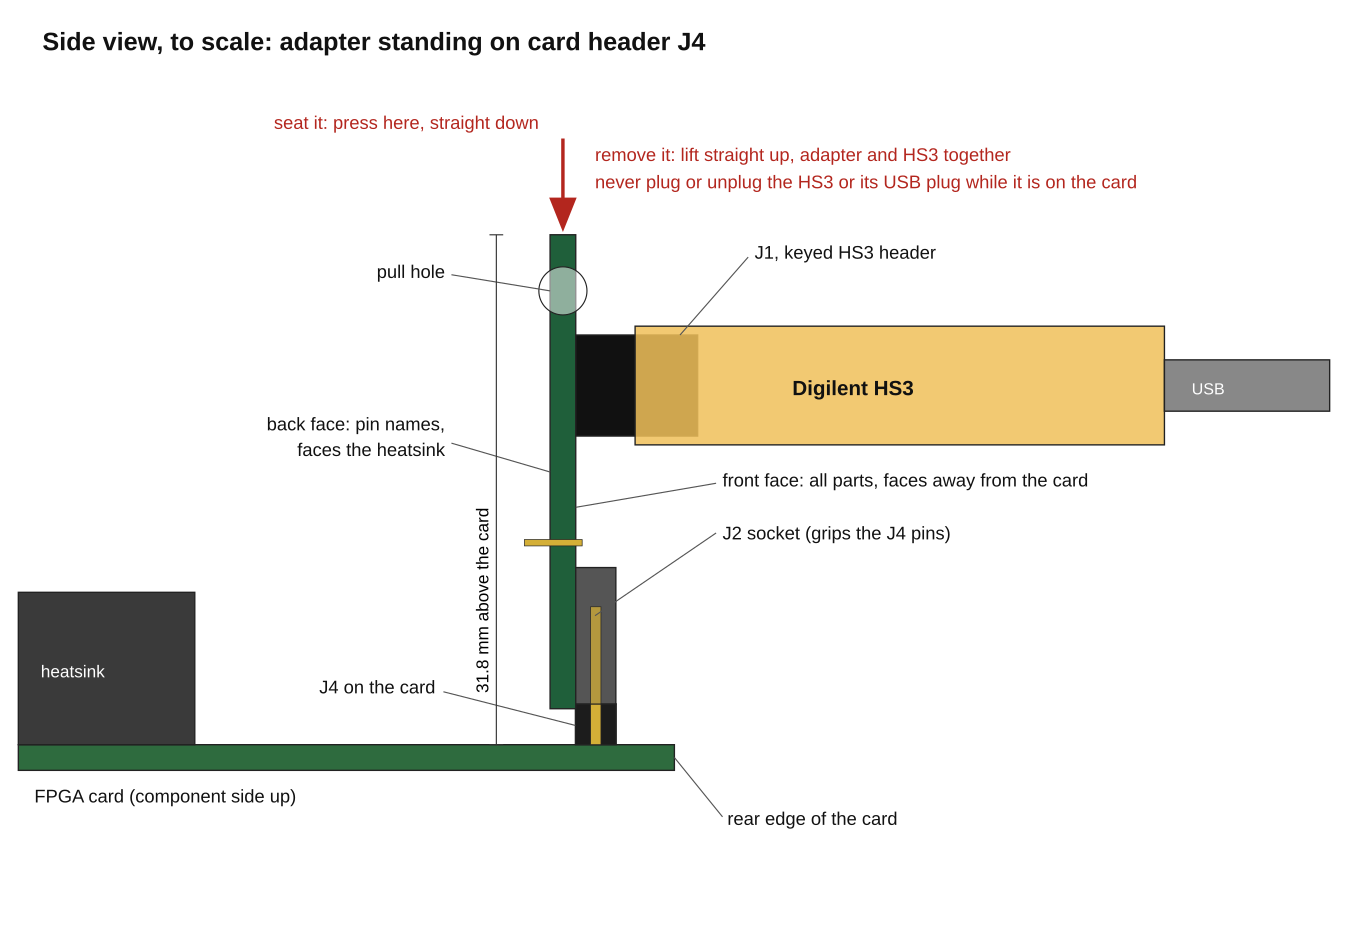 Side view, to scale: adapter standing on card header J4
seat it: press here, straight down
remove it: lift straight up, adapter and HS3 together
never plug or unplug the HS3 or its USB plug while it is on the card
J1, keyed HS3 header
pull hole
Digilent HS3
USB
back face: pin names,
faces the heatsink
front face: all parts, faces away from the card
J2 socket (grips the J4 pins)
31.8 mm above the card
heatsink
J4 on the card
FPGA card (component side up)
rear edge of the card